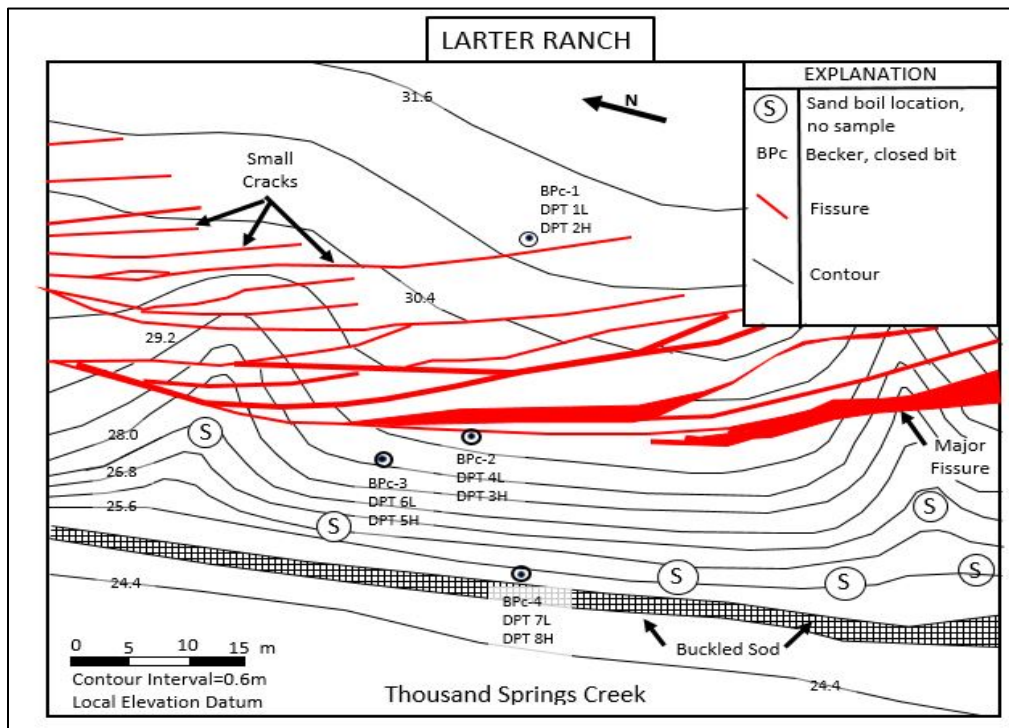 LARTER RANCH
EXPLANATION
S
Sand boil location,
no sample
BPc
Becker, closed bit
Fissure
Contour
31.6
N
Small
Cracks
BPc-1
DPT 1L
DPT 2H
30.4
29.2
28.0
S
26.8
25.6
BPc-2
DPT 4L
DPT 3H
BPc-3
DPT 6L
DPT 5H
Major
Fissure
S
S
S
S
S
24.4
BPc-4
DPT 7L
DPT 8H
Buckled Sod
0 5 10 15 m
Contour Interval=0.6m
Local Elevation Datum
Thousand Springs Creek
24.4